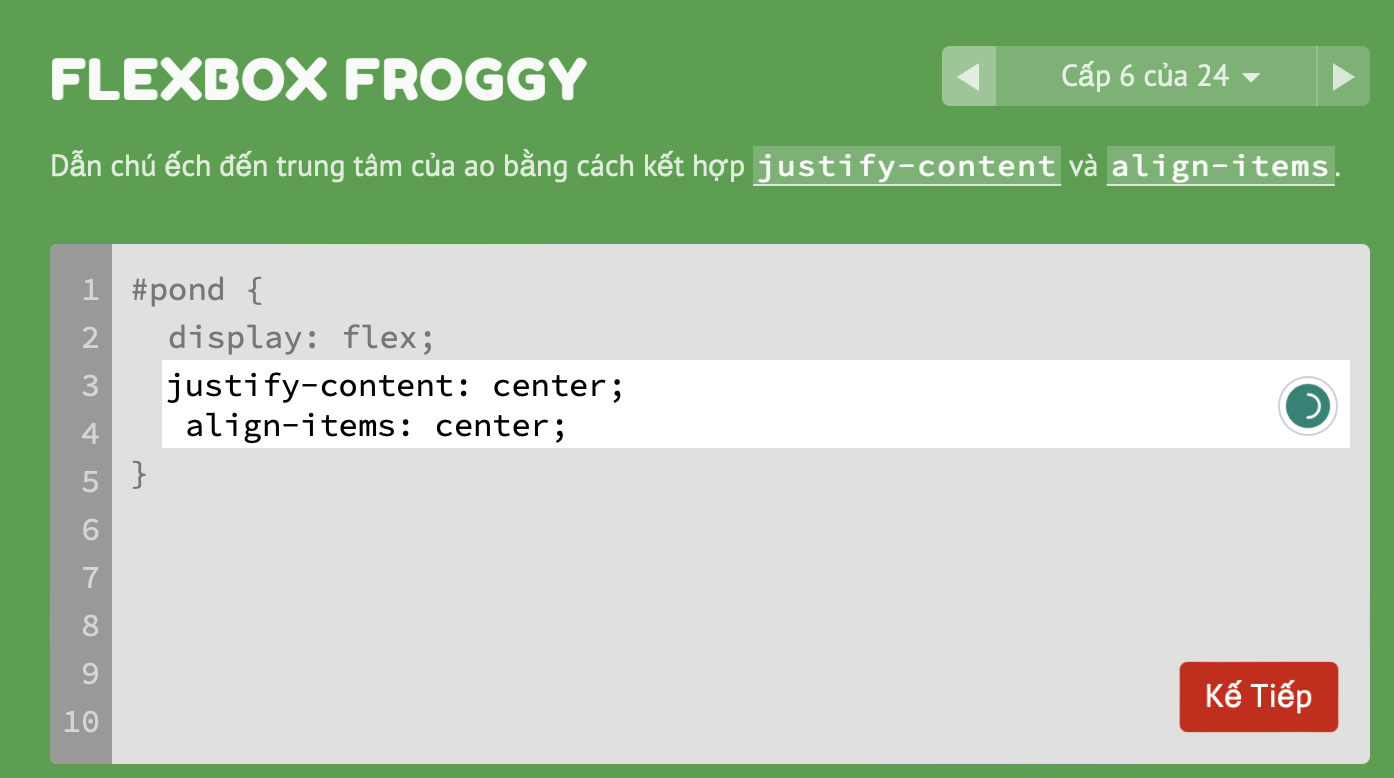 FLEXBOX FROGGY
Cấp 6 của 24
Dẫn chú ếch đến trung tâm của ao bằng cách kết hợp justify-content và align-items.
1 #pond {
2 display: flex;
3 justify-content: center;
4 align-items: center;
5 }
6
7
8
9
10
Kế Tiếp